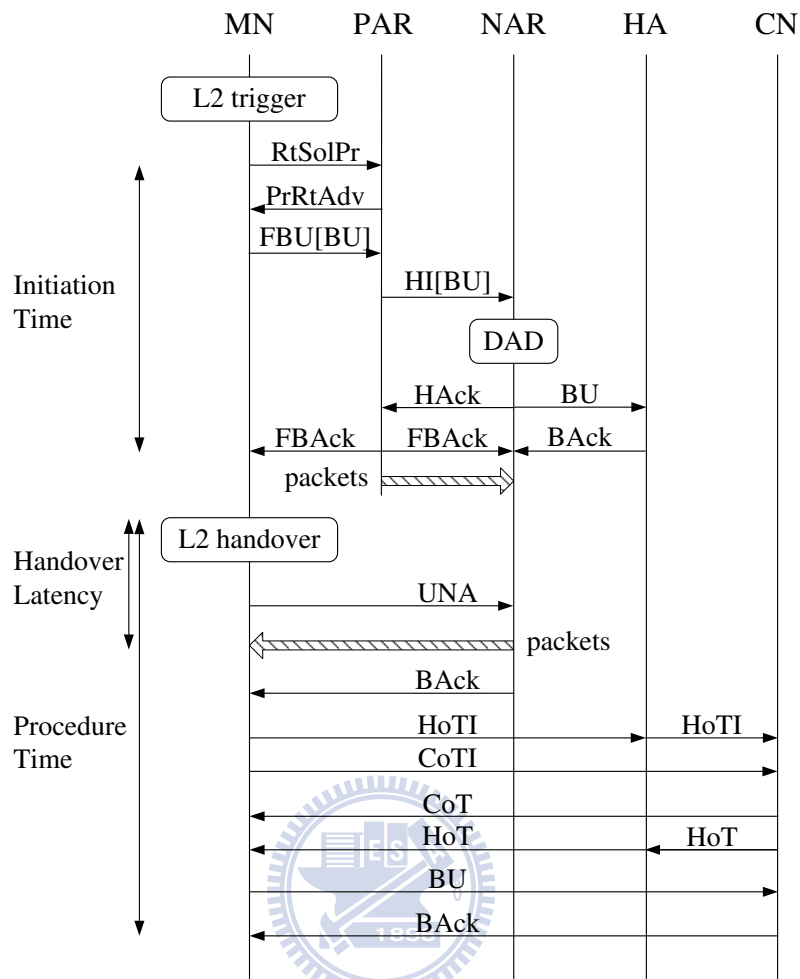 MN PAR NAR HA CN
L2 trigger
RtSolPr
PrRtAdv
FBU[BU]
Initiation
Time
HI[BU]
DAD
HAck BU
FBAck FBAck BAck
packets
L2 handover
Handover
Latency
UNA
packets
BAck
Procedure
Time
HoTI HoTI
CoTI
CoT
HoT HoT
BU
BAck
E S
1896